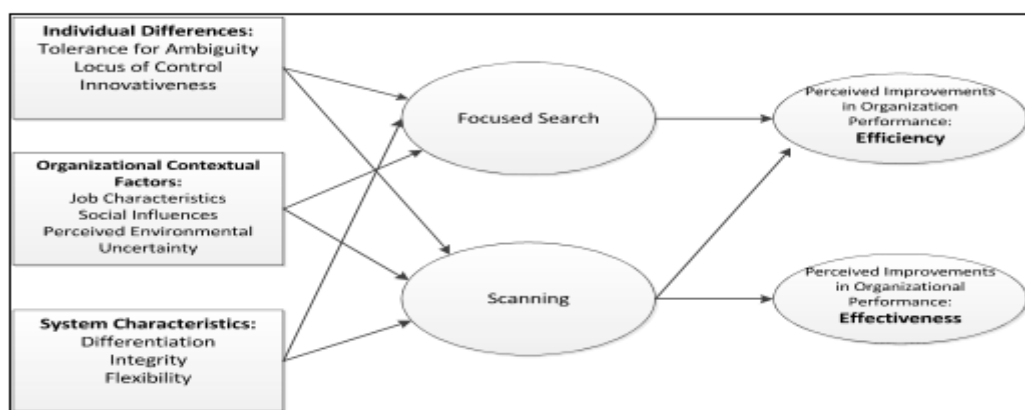 Individual Differences:
Tolerance for Ambiguity
Locus of Control
Innovativeness
Organizational Contextual
Factors:
Job Characteristics
Social Influences
Perceived Environmental
Uncertainty
System Characteristics:
Differentiation
Integrity
Flexibility
Focused Search
Scanning
Perceived Improvements
in Organization
Performance:
Efficiency
Perceived Improvements
in Organizational
Performance:
Effectiveness